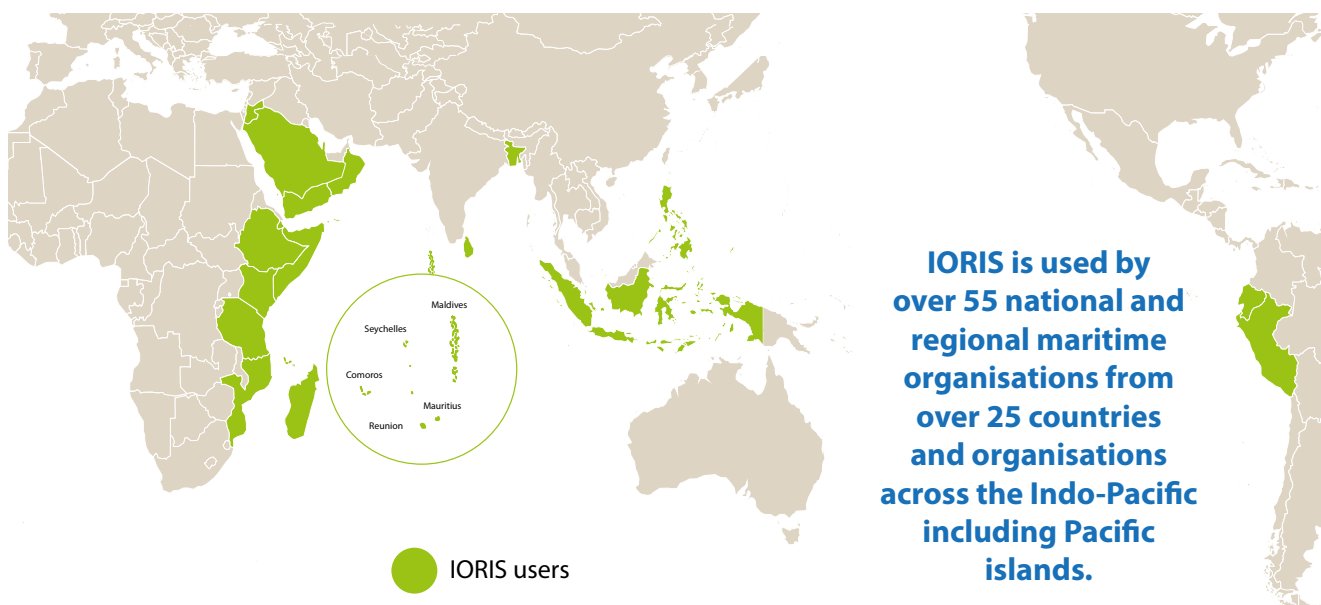 Maldives
Seychelles
Comoros
Mauritius
Reunion
IORIS is used by
over 55 national and
regional maritime
organisations from
over 25 countries
and organisations
across the Indo-Pacific
including Pacific
islands.
IORIS users